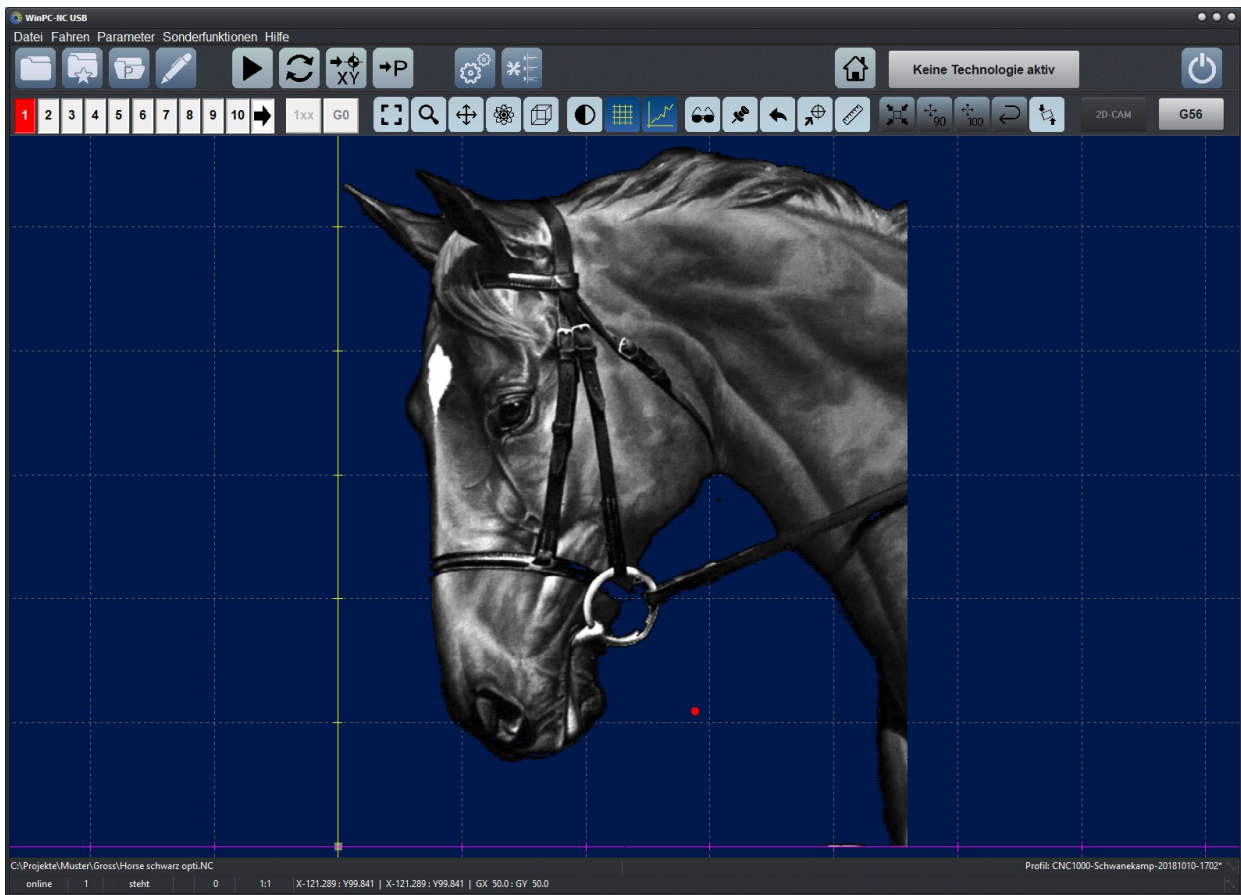 WinPC-NC USB
Datei Fahren Parameter Sonderfunktionen Hilfe
P XY P Keine Technologie aktiv
1 2 3 4 5 6 7 8 9 10 1xx G0 90 100 2D-CAM G56
C:\Projekte\Muster\Gross\Horse schwarz opti.NC Profil: CNC1000-Schwanekamp-20181010-1702*
online 1 steht 0 1:1 X-121.289 : Y99.841 | X-121.289 : Y99.841 | GX 50.0 : GY 50.0